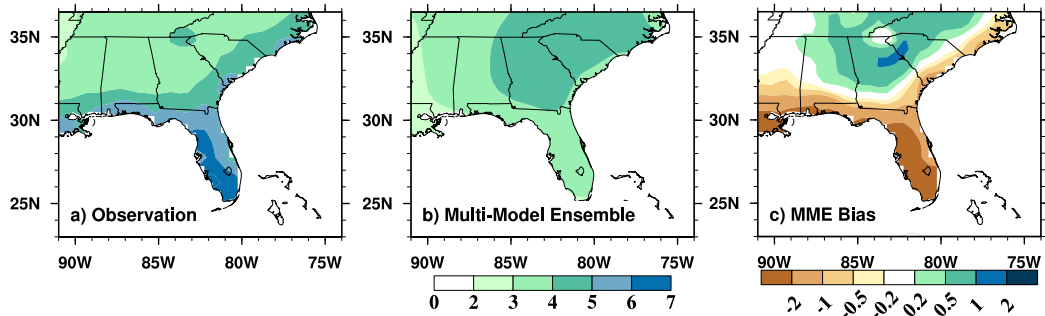 35N
30N
25N
90W 85W 80W 75W
a) Observation
35N
30N
25N
90W 85W 80W 75W
b) Multi-Model Ensemble
0 2 3 4 5 6 7
35N
30N
25N
90W 85W 80W 75W
c) MME Bias
-2 -1 -0.5 -0.2 0.2 0.5 1 2